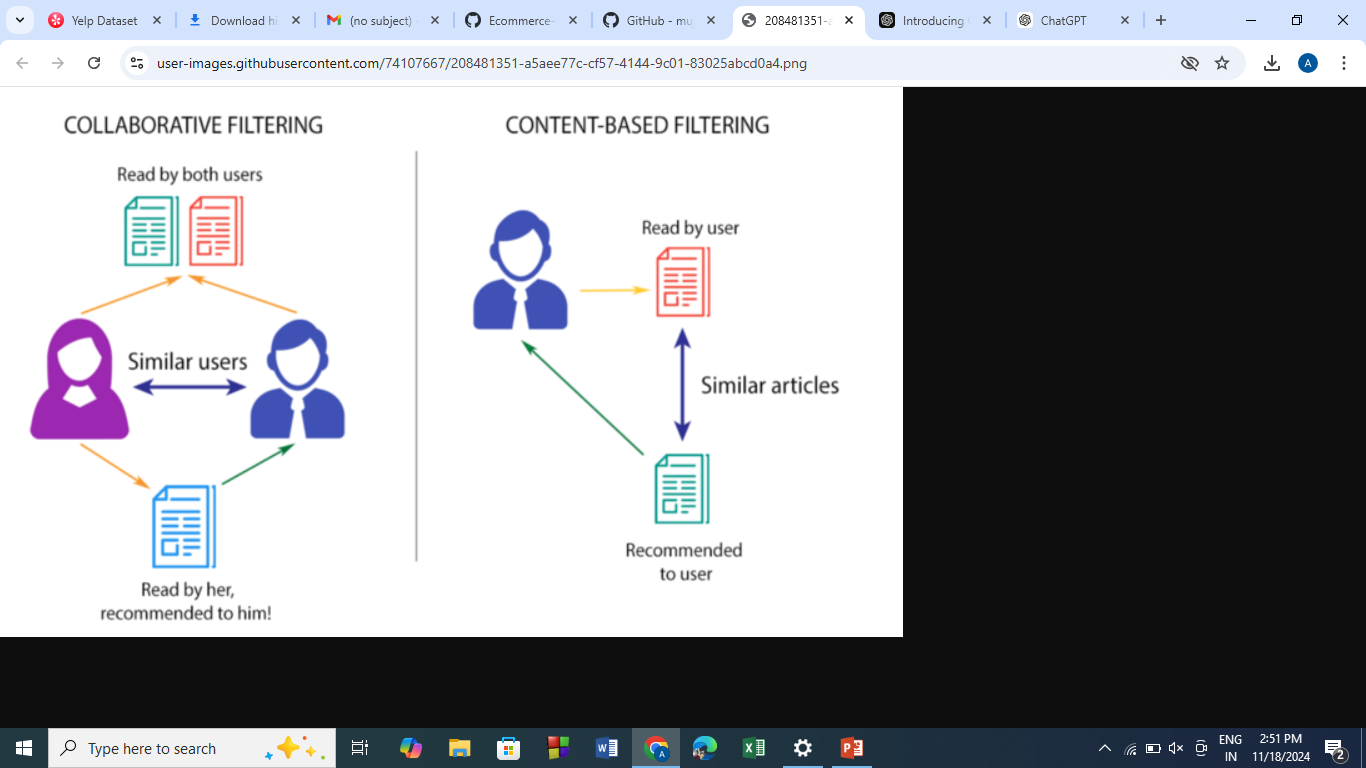 Yelp Dataset
Download hi
(no subject) -
Ecommerce-
GitHub - mu
208481351-a
Introducing
ChatGPT
user-images.githubusercontent.com/74107667/208481351-a5aee77c-cf57-4144-9c01-83025abcd0a4.png
A
COLLABORATIVE FILTERING
Read by both users
Similar users
Read by her,
recommended to him!
CONTENT-BASED FILTERING
Read by user
Similar articles
Recommended
to user
Type here to search
ENG
IN
2:51 PM
11/18/2024
2